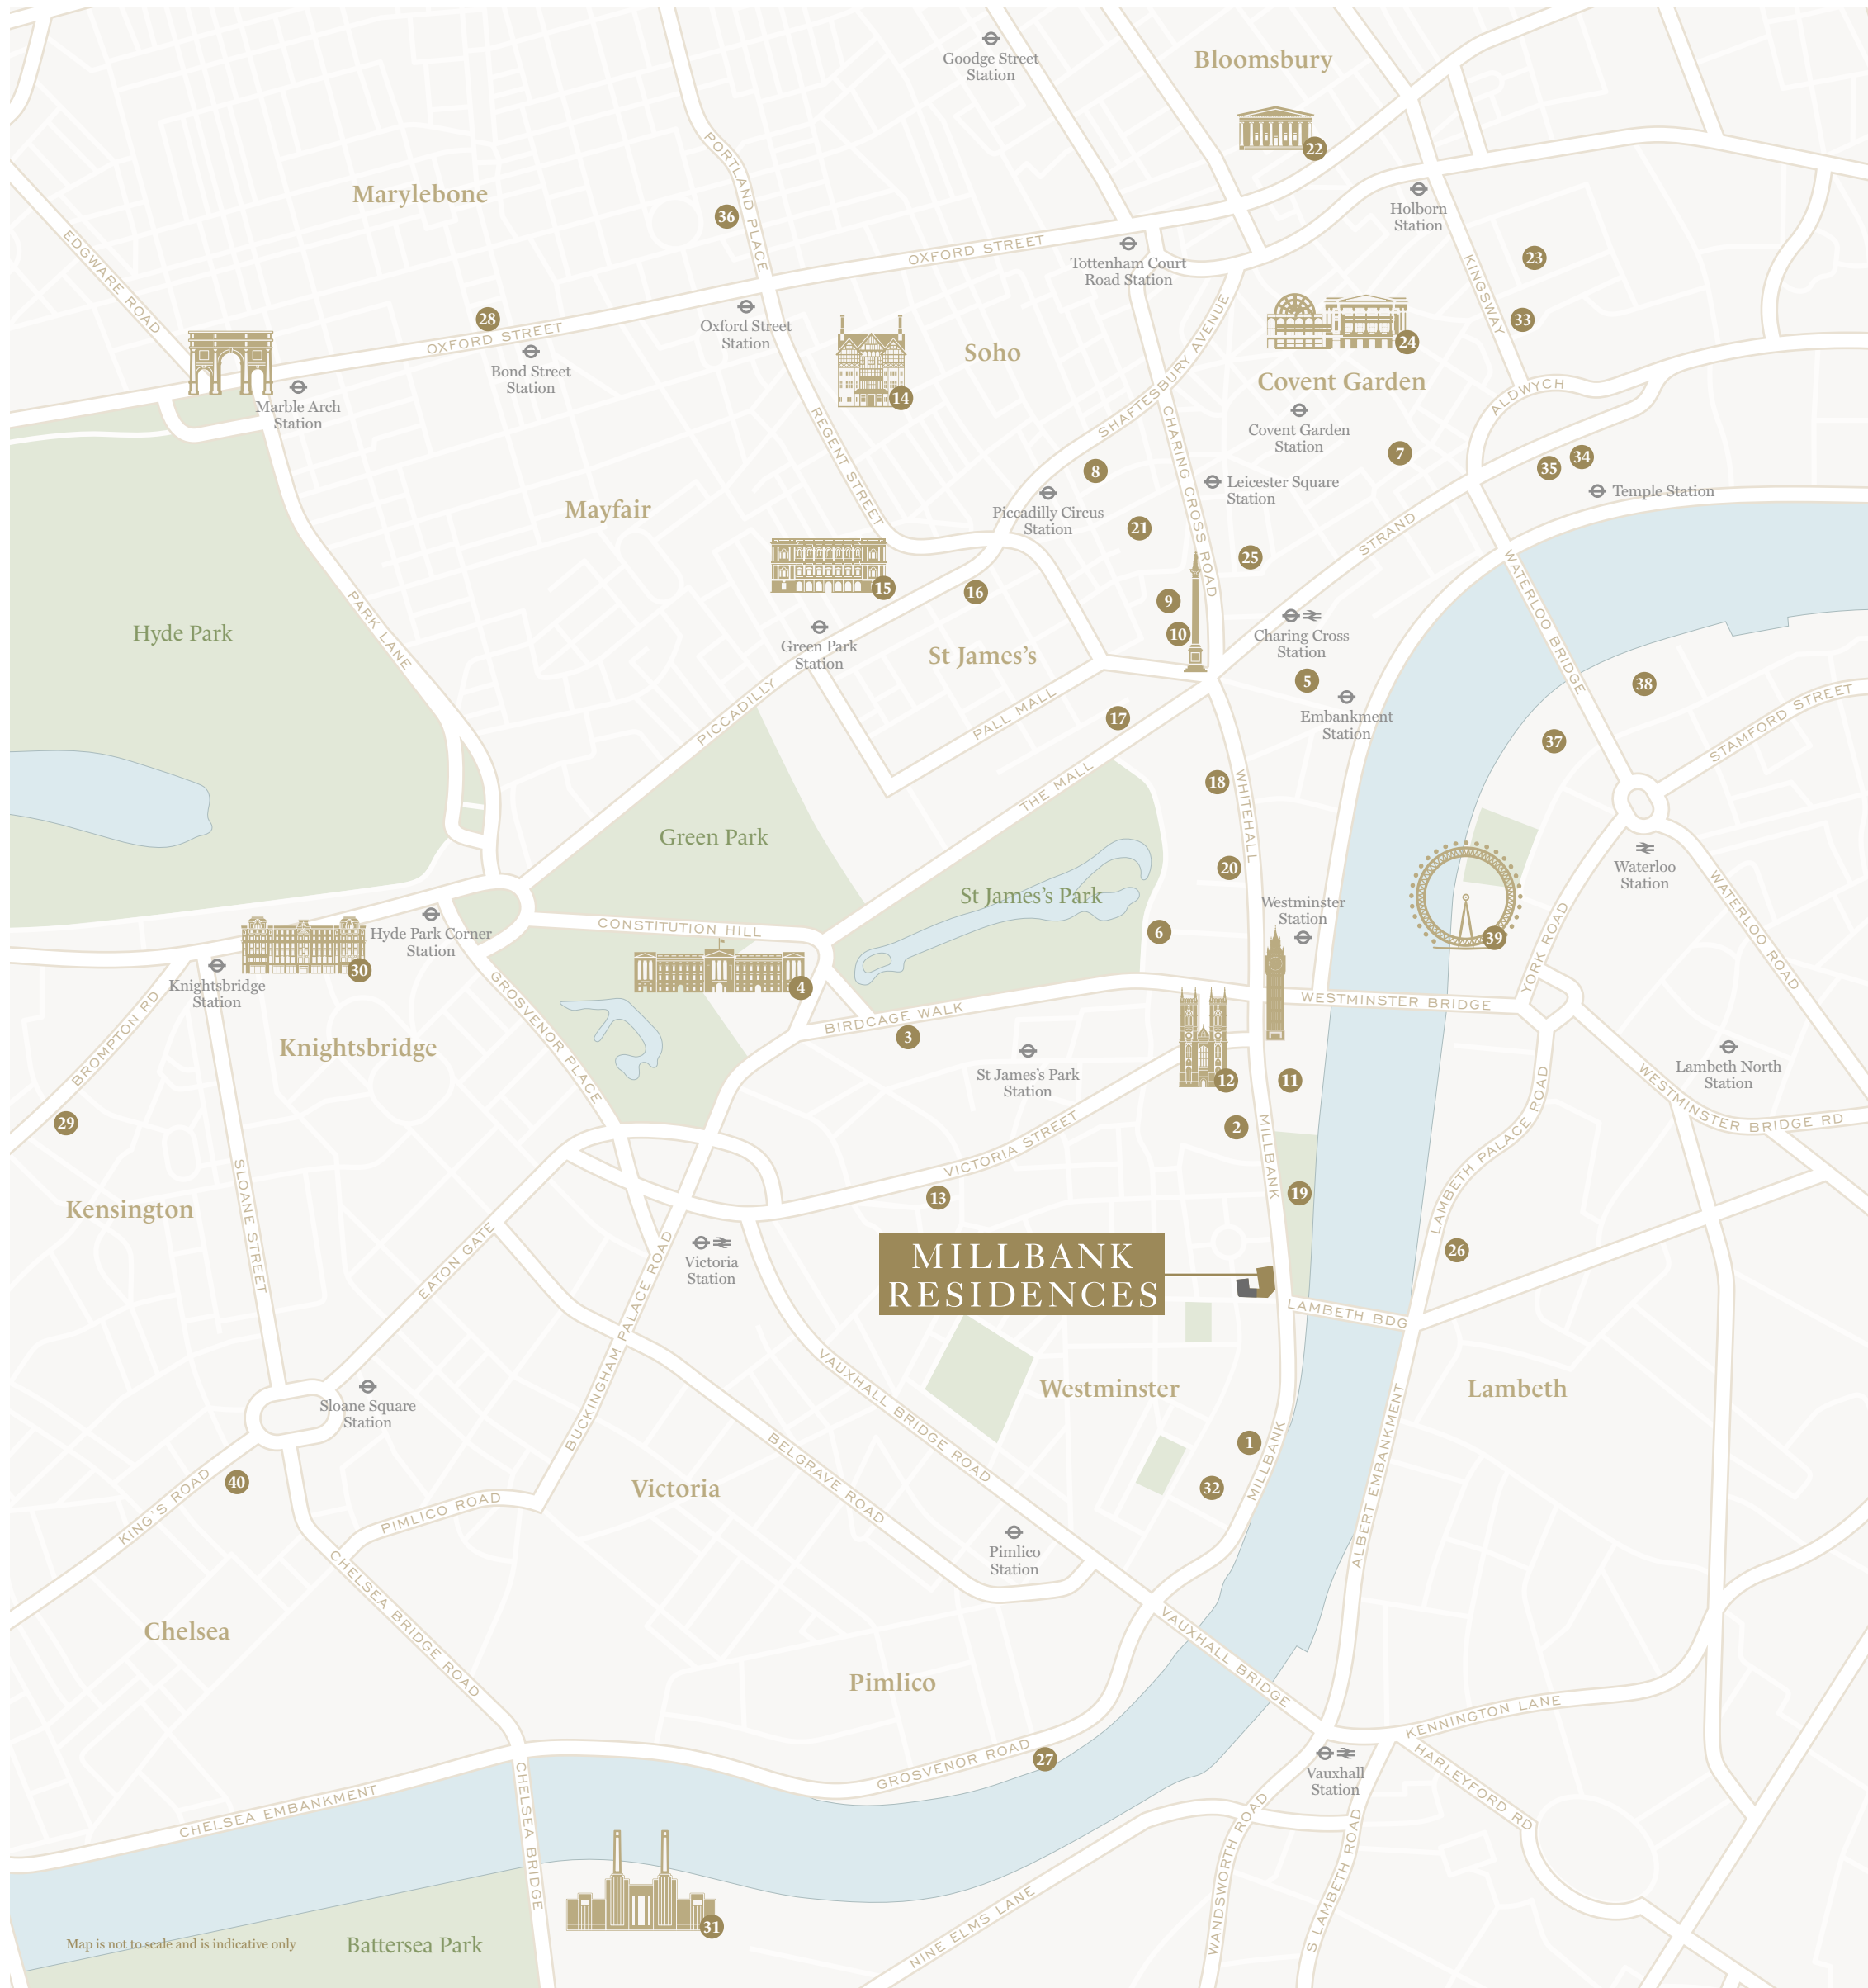 Goodge Street
Station
Bloomsbury
22
Marylebone
PORTLAND PLACE
36
Holborn
Station
EDGWARE ROAD
OXFORD STREET
Tottenham Court
Road Station
KINGSWAY
23
28
OXFORD STREET
Oxford Street
Station
Soho
SHAFTESBURY AVENUE
24
33
Bond Street
Station
Marble Arch
Station
14
Covent Garden
ALDWYCH
REGENT STREET
CHARING CROSS ROAD
Covent Garden
Station
7
8
34
35
Leicester Square
Station
Temple Station
Mayfair
Piccadilly Circus
Station
21
STRAND
25
WATERLOO BRIDGE
15
16
9
10
PARK LANE
Hyde Park
Green Park
Station
St James's
Charing Cross
Station
5
38
Embankment
Station
STAMFORD STREET
PICCADILLY
PALL MALL
17
37
THE MALL
18
WHITEHALL
Green Park
20
Waterloo
Station
WATERLOO ROAD
St James's Park
Westminster
Station
Hyde Park Corner
Station
CONSTITUTION HILL
6
39
YORK ROAD
30
Knightsbridge
Station
4
GROSVENOR PLACE
BIRDCAGE WALK
3
WESTMINSTER BRIDGE
BROMPTON RD
Knightsbridge
St James's Park
Station
12
11
Lambeth North
Station
WESTMINSTER BRIDGE RD
29
VICTORIA STREET
2
MILLBANK
LAMBETH PALACE ROAD
Kensington
SLOANE STREET
13
19
EATON GATE
Victoria
Station
BUCKINGHAM PALACE ROAD
MILLBANK
RESIDENCES
26
LAMBETH BDG
Sloane Square
Station
VAUXHALL BRIDGE ROAD
Westminster
Lambeth
ALBERT EMBANKMENT
KING'S ROAD
40
BELGRAVE ROAD
1
MILLBANK
32
Victoria
PIMLICO ROAD
Pimlico
Station
CHELSEA BRIDGE ROAD
Chelsea
Pimlico
VAUXHALL BRIDGE
KENNINGTON LANE
GROSVENOR ROAD
27
Vauxhall
Station
HARLEYFORD RD
CHELSEA EMBANKMENT
CHELSEA BRIDGE
WANDSWORTH ROAD
S LAMBETH ROAD
31
NINE ELMS LANE
Map is not to scale and is indicative only
Battersea Park